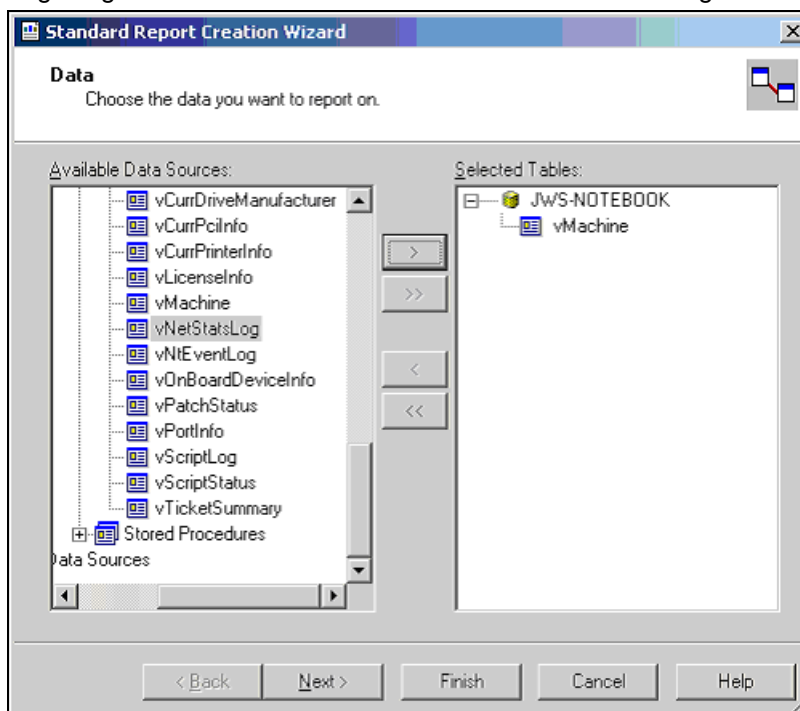 Standard Report Creation Wizard
Data
Choose the data you want to report on.
Available Data Sources:
Selected Tables:
vCurrDriveManufacturer
vCurrPciInfo
vCurrPrinterInfo
vLicenseInfo
vMachine
vNetStatsLog
vNtEventLog
vOnBoardDeviceInfo
vPatchStatus
vPortInfo
vScriptLog
vScriptStatus
vTicketSummary
Stored Procedures
Data Sources
>
>>
<
<<
JWS-NOTEBOOK
vMachine
< Back
Next >
Finish
Cancel
Help